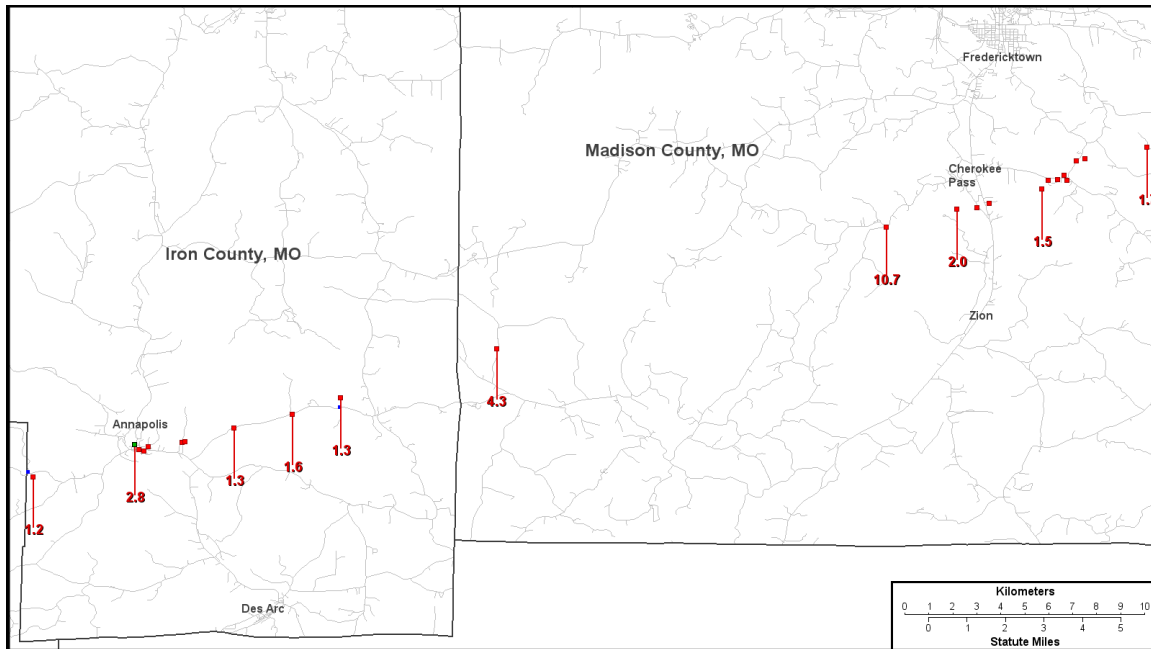 Fredericktown
Madison County, MO
Cherokee
Pass
Iron County, MO
1.5
2.0
10.7
Zion
4.3
Annapolis
1.3
1.6
1.3
2.8
1.2
Des Arc
Kilometers
0 1 2 3 4 5 6 7 8 9 10
0 1 2 3 4 5
Statute Miles